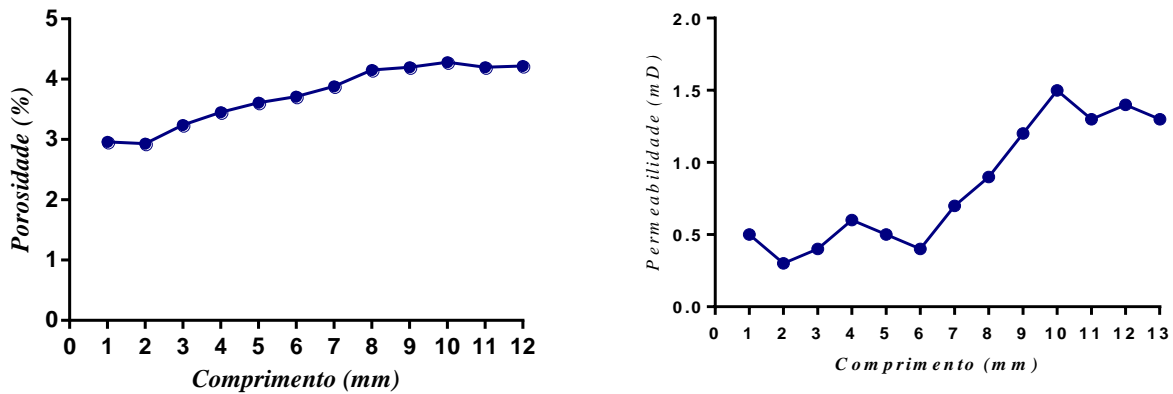 Porosidade (%)
5
4
3
2
1
0
0 1 2 3 4 5 6 7 8 9 10 11 12
Comprimento (mm)
Permeabilidade (mD)
2.0
1.5
1.0
0.5
0.0
0 1 2 3 4 5 6 7 8 9 10 11 12 13
Comprimento (mm)